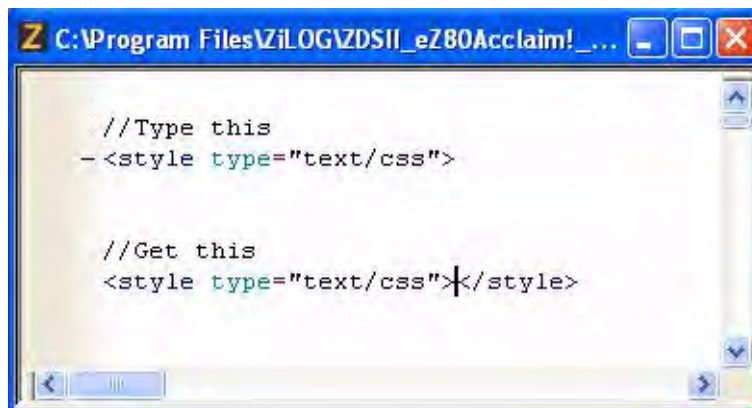 Z C:\Program Files\ZiLOG\ZDSII_eZ80Acclaim!_...
//Type this
<style type="text/css">
//Get this
<style type="text/css"></style>